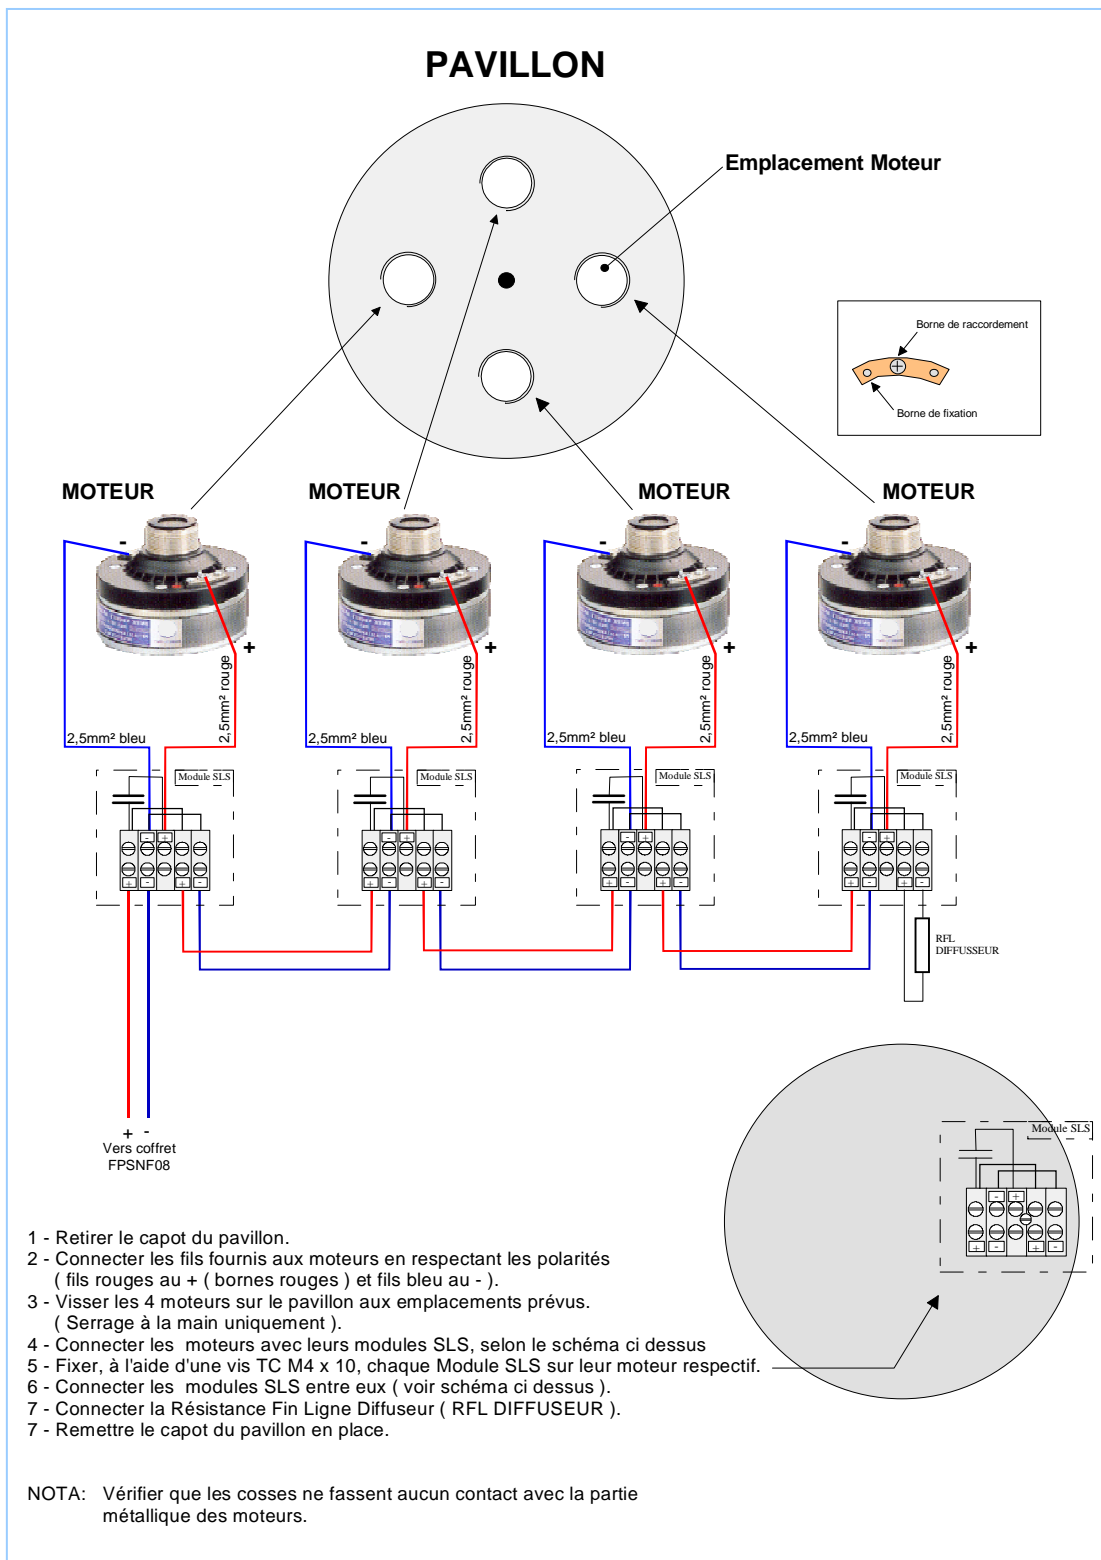 PAVILLON
Emplacement Moteur
Borne de raccordement
Borne de fixation
MOTEUR
MOTEUR
MOTEUR
MOTEUR
-
-
-
-
+
+
+
+
2,5mm² rouge
2,5mm² rouge
2,5mm² rouge
2,5mm² rouge
2,5mm² bleu
2,5mm² bleu
2,5mm² bleu
2,5mm² bleu
Module SLS
Module SLS
Module SLS
Module SLS
- +
- +
- +
- +
+ - + -
+ - + -
+ - + -
+ - + -
RFL
DIFFUSSEUR
+ -
Vers coffret
FPSNF08
Module SLS
- +
+ - + -
1 - Retirer le capot du pavillon.
2 - Connecter les fils fournis aux moteurs en respectant les polarités
( fils rouges au + ( bornes rouges ) et fils bleu au - ).
3 - Visser les 4 moteurs sur le pavillon aux emplacements prévus.
( Serrage à la main uniquement ).
4 - Connecter les moteurs avec leurs modules SLS, selon le schéma ci dessus
5 - Fixer, à l'aide d'une vis TC M4 x 10, chaque Module SLS sur leur moteur respectif.
6 - Connecter les modules SLS entre eux ( voir schéma ci dessus ).
7 - Connecter la Résistance Fin Ligne Diffuseur ( RFL DIFFUSEUR ).
7 - Remettre le capot du pavillon en place.
NOTA: Vérifier que les cosses ne fassent aucun contact avec la partie
métallique des moteurs.